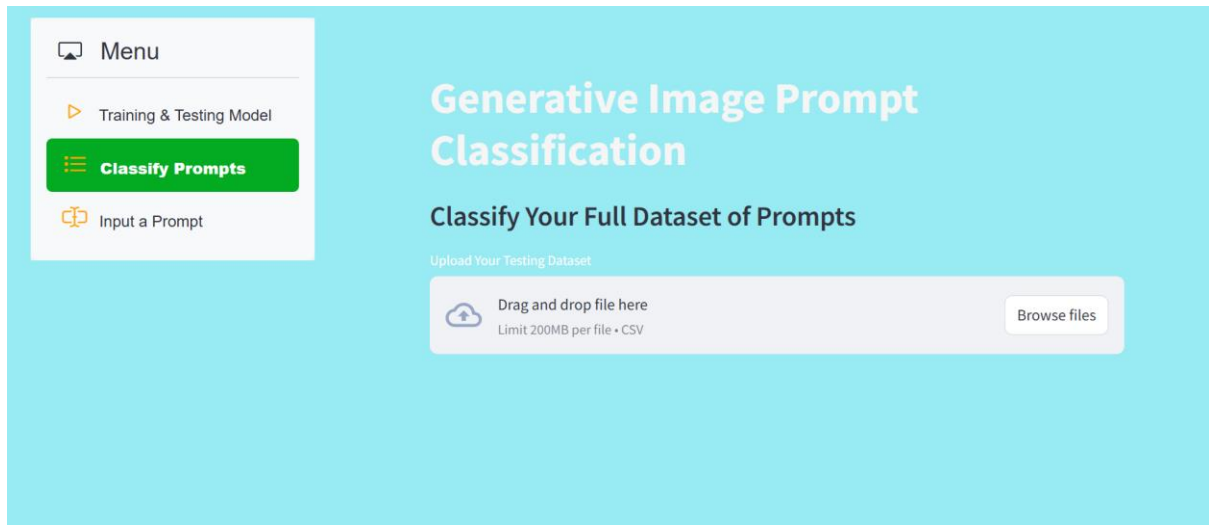 Menu
Training & Testing Model
Classify Prompts
Input a Prompt
Generative Image Prompt
Classification
Classify Your Full Dataset of Prompts
Upload Your Testing Dataset
Drag and drop file here
Limit 200MB per file • CSV
Browse files